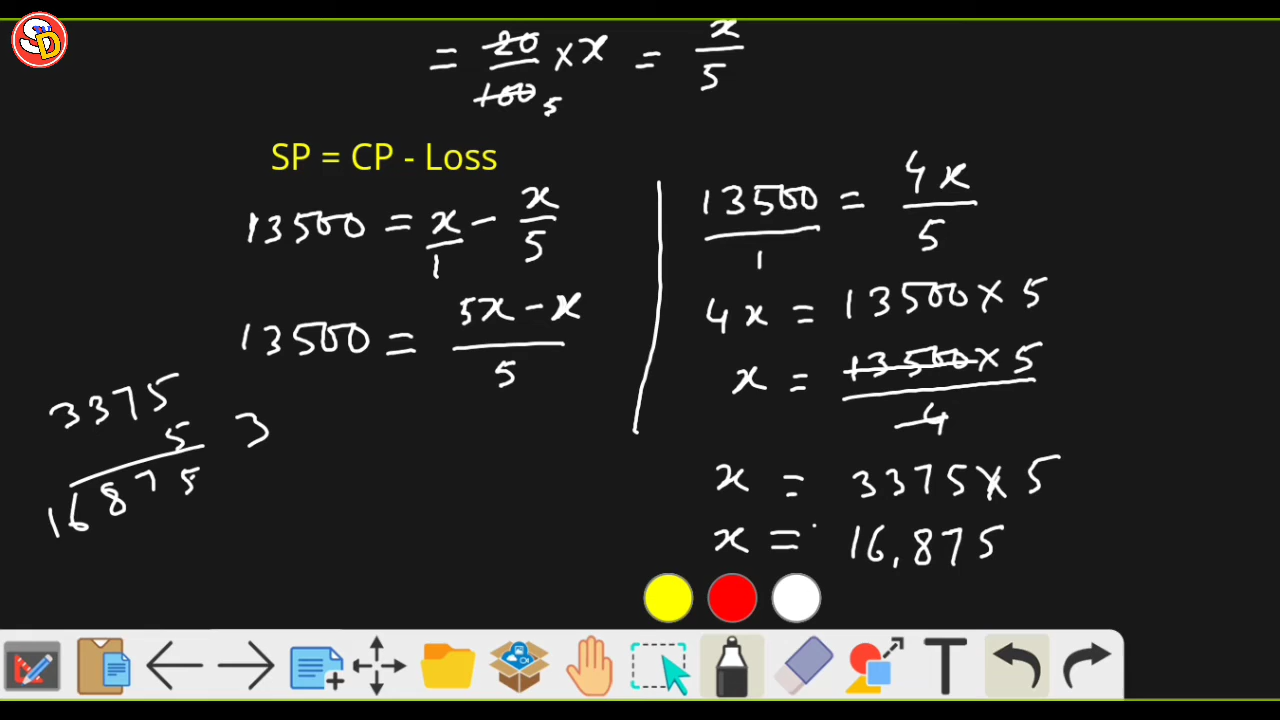 SD
= 20/100 5 × x = x/5
SP = CP - Loss
13500 = x/1 - x/5
13500 = 5x - x/5
3375
5 3
16875
13500/1 = 4x/5
4x = 13500 × 5
x = 13500 × 5/4
x = 3375 × 5
x = 16,875
T